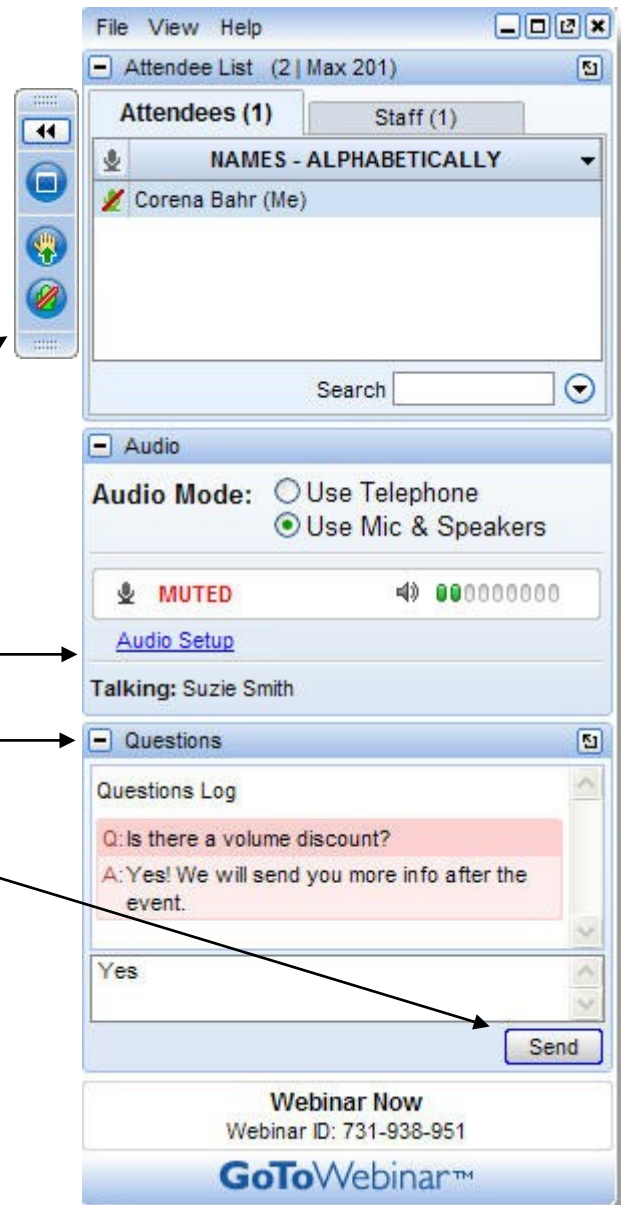 File View Help
Attendee List (2 | Max 201)
Attendees (1) Staff (1)
NAMES - ALPHABETICALLY
Corena Bahr (Me)
Search
Audio
Audio Mode: Use Telephone
Use Mic & Speakers
MUTED
Audio Setup
Talking: Suzie Smith
Questions
Questions Log
Q: Is there a volume discount?
A: Yes! We will send you more info after the
event.
Yes
Send
Webinar Now
Webinar ID: 731-938-951
GoToWebinar™